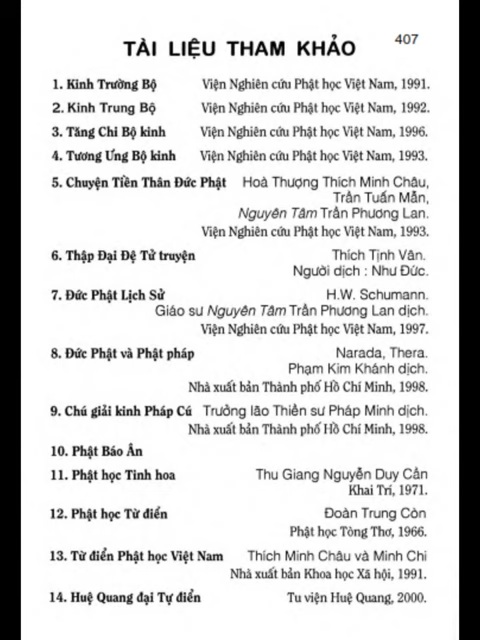 407
TÀI LIỆU THAM KHẢO
1. Kinh Trường Bộ Viện Nghiên cứu Phật học Việt Nam, 1991.
2. Kinh Trung Bộ Viện Nghiên cứu Phật học Việt Nam, 1992.
3. Tăng Chi Bộ kinh Viện Nghiên cứu Phật học Việt Nam, 1996.
4. Tương Ưng Bộ kinh Viện Nghiên cứu Phật học Việt Nam, 1993.
5. Chuyện Tiền Thân Đức Phật Hoà Thượng Thích Minh Châu,
Trần Tuấn Mẫn,
Nguyên Tâm Trần Phương Lan.
Viện Nghiên cứu Phật học Việt Nam, 1993.
6. Thập Đại Đệ Tử truyện Thích Tịnh Vân.
Người dịch : Như Đức.
7. Đức Phật Lịch Sử H.W. Schumann.
Giáo sư Nguyên Tâm Trần Phương Lan dịch.
Viện Nghiên cứu Phật học Việt Nam, 1997.
8. Đức Phật và Phật pháp Narada, Thera.
Phạm Kim Khánh dịch.
Nhà xuất bản Thành phố Hồ Chí Minh, 1998.
9. Chú giải kinh Pháp Cú Trưởng lão Thiền sư Pháp Minh dịch.
Nhà xuất bản Thành phố Hồ Chí Minh, 1998.
10. Phật Báo Ân
11. Phật học Tinh hoa Thu Giang Nguyễn Duy Cần
Khai Trí, 1971.
12. Phật học Từ điển Đoàn Trung Còn
Phật học Tòng Thơ, 1966.
13. Từ điển Phật học Việt Nam Thích Minh Châu và Minh Chi
Nhà xuất bản Khoa học Xã hội, 1991.
14. Huệ Quang đại Tự điển Tu viện Huệ Quang, 2000.